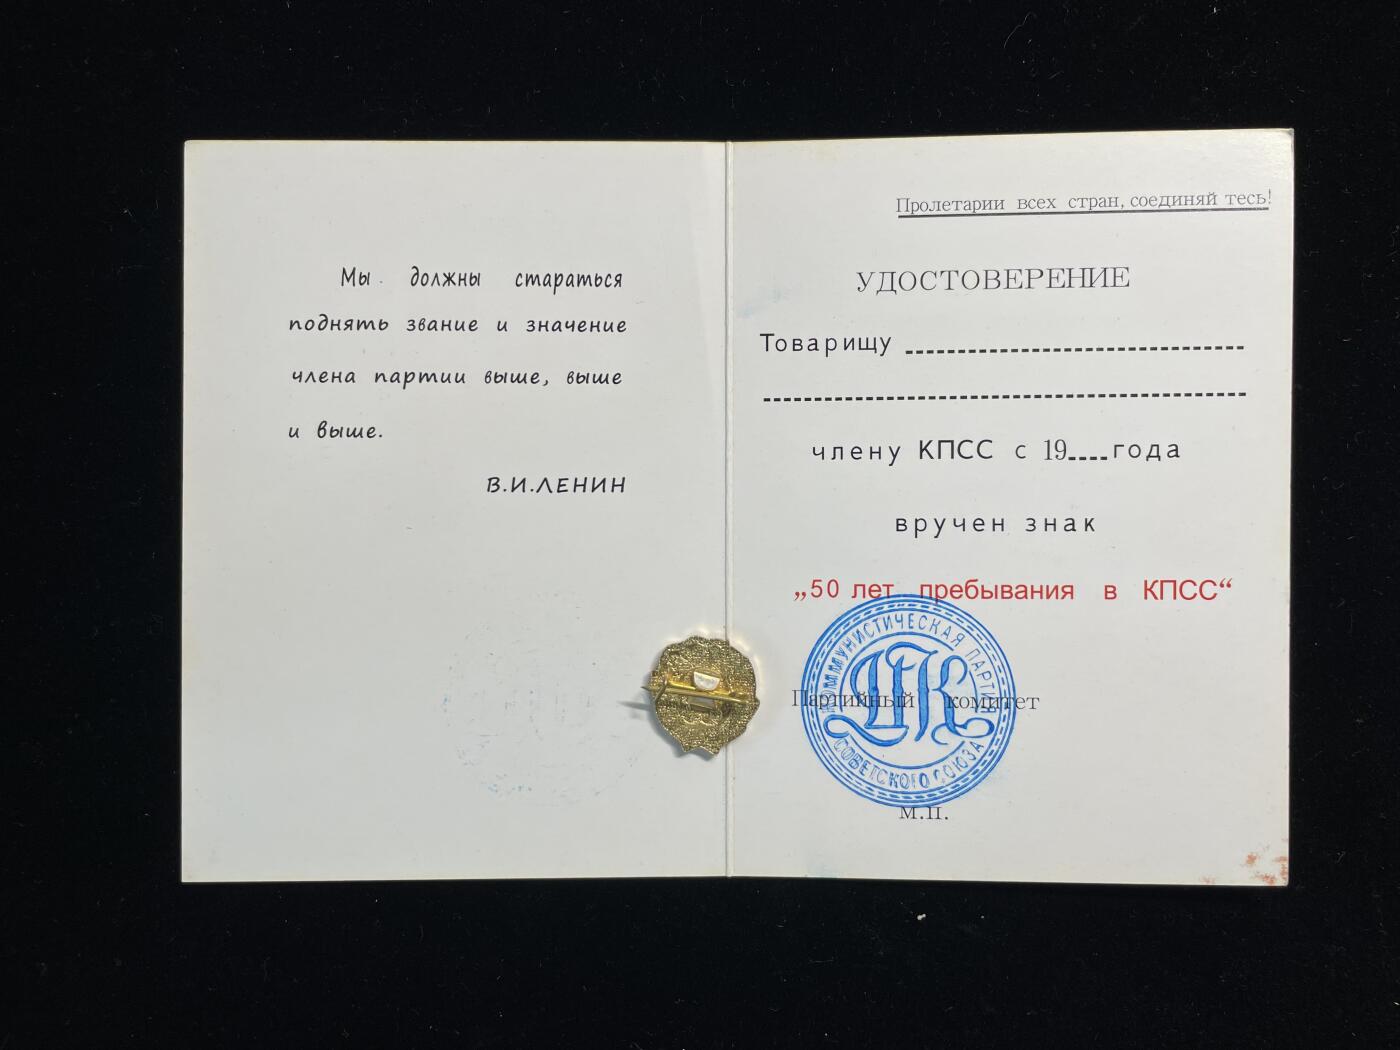 Мы должны стараться
поднять звание и значение
члена партии выше, выше
и выше.
В.И.ЛЕНИН
Пролетарии всех стран, соединяй тесь!
УДОСТОВЕРЕНИЕ
Товарищу
члену КПСС с 19 года
вручен знак
„50 лет пребывания в КПСС“
КОММУНИСТИЧЕСКАЯ ПАРТИЯ
СОВЕТСКОГО СОЮЗА
Партийный комитет
М.П.